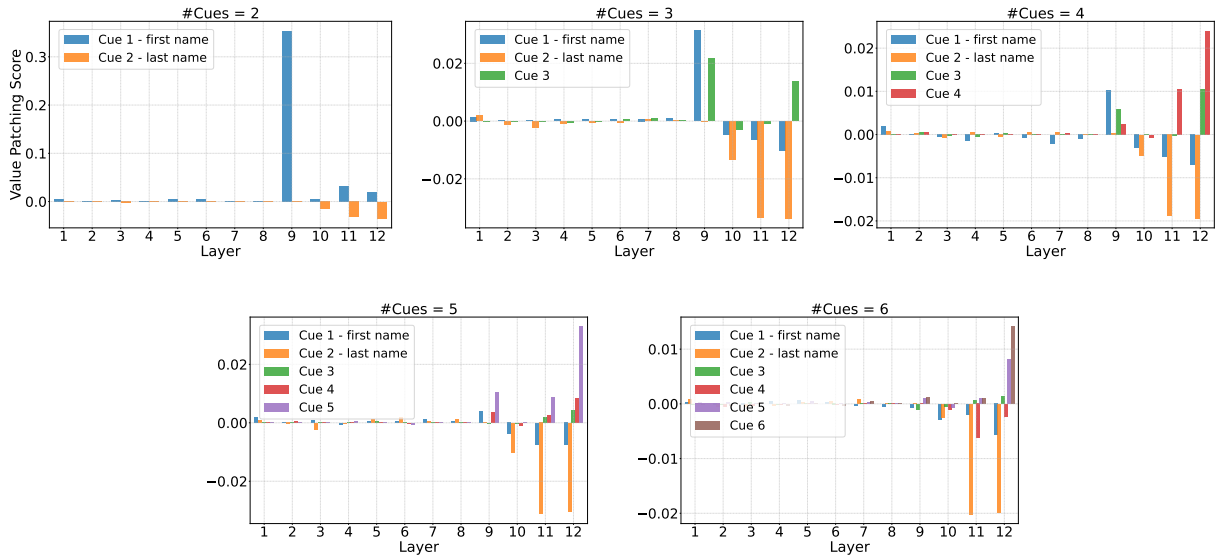 #Cues = 2
Value Patching Score
0.3
0.2
0.1
0.0
Cue 1 - first name
Cue 2 - last name
1 2 3 4 5 6 7 8 9 10 11 12
Layer
#Cues = 3
0.02
0.00
−0.02
Cue 1 - first name
Cue 2 - last name
Cue 3
1 2 3 4 5 6 7 8 9 10 11 12
Layer
#Cues = 4
0.02
0.01
0.00
−0.01
−0.02
Cue 1 - first name
Cue 2 - last name
Cue 3
Cue 4
1 2 3 4 5 6 7 8 9 10 11 12
Layer
#Cues = 5
0.02
0.00
−0.02
Cue 1 - first name
Cue 2 - last name
Cue 3
Cue 4
Cue 5
1 2 3 4 5 6 7 8 9 10 11 12
Layer
#Cues = 6
0.01
0.00
−0.01
−0.02
Cue 1 - first name
Cue 2 - last name
Cue 3
Cue 4
Cue 5
Cue 6
1 2 3 4 5 6 7 8 9 10 11 12
Layer